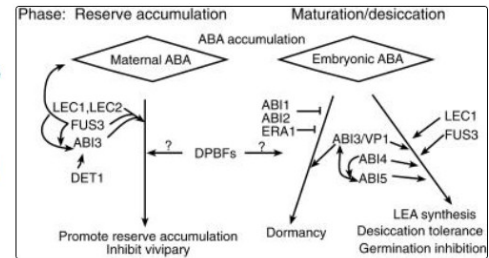 Phase: Reserve accumulation Maturation/desiccation
ABA accumulation
Maternal ABA Embryonic ABA
LEC1,LEC2
FUS3
ABI3
DET1
? DPBFs ?
ABI1
ABI2
ERA1
ABI3/VP1
ABI4
ABI5
LEC1
FUS3
Promote reserve accumulation
Inhibit vivipary
Dormancy
LEA synthesis
Desiccation tolerance
Germination inhibition